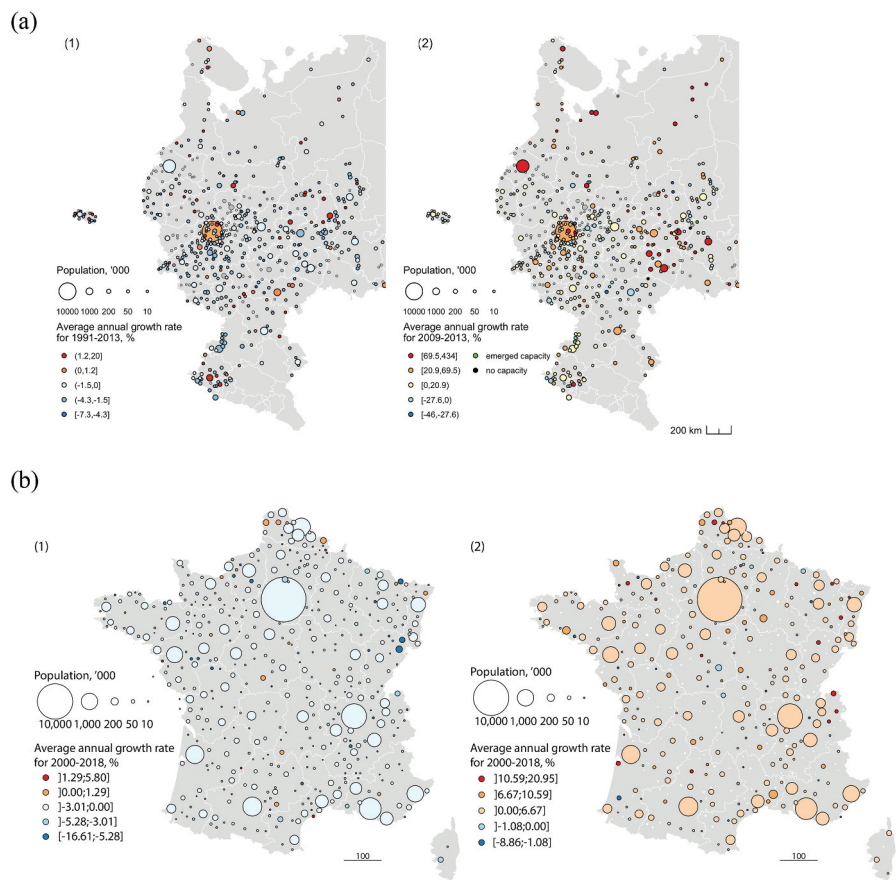 (a)
(1)
(2)
Population, '000
10000 1000 200 50 10
Average annual growth rate
for 1991-2013, %
(1.2,20]
(0,1.2]
(-1.5,0]
(-4.3,-1.5]
[-7.3,-4.3]
Population, '000
10000 1000 200 50 10
Average annual growth rate
for 2009-2013, %
[69.5,434] emerged capacity
[20.9,69.5) no capacity
[0,20.9)
[-27.6,0)
[-46,-27.6)
200 km
(b)
(1)
(2)
Population, '000
10,000 1,000 200 50 10
Average annual growth rate
for 2000-2018, %
]1.29;5.80]
]0.00;1.29]
]-3.01;0.00]
]-5.28;-3.01]
[-16.61;-5.28]
100
Population, '000
10,000 1,000 200 50 10
Average annual growth rate
for 2000-2018, %
]10.59;20.95]
]6.67;10.59]
]0.00;6.67]
]-1.08;0.00]
[-8.86;-1.08]
100